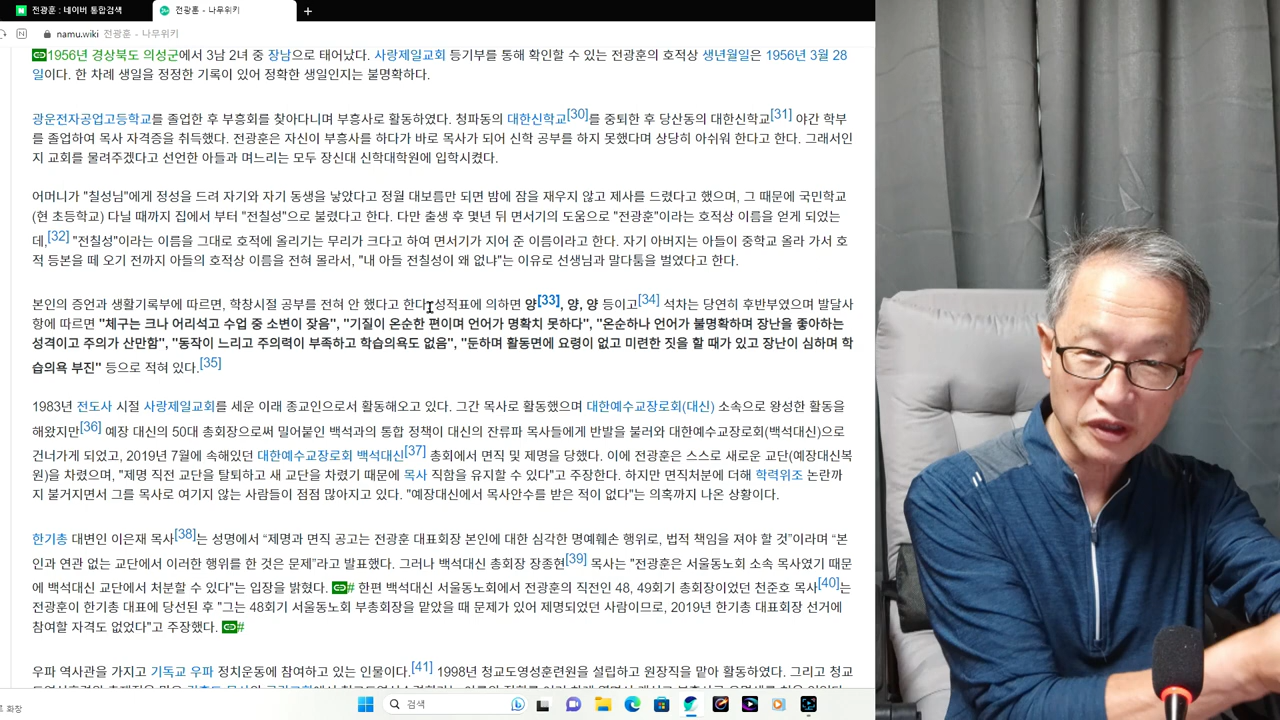 전광훈 : 네이버 통합검색
전광훈 - 나무위키
namu.wiki 전광훈 - 나무위키
1956년 경상북도 의성군에서 3남 2녀 중 장남으로 태어났다. 사랑제일교회 등기부를 통해 확인할 수 있는 전광훈의 호적상 생년월일은 1956년 3월 28
일이다. 한 차례 생일을 정정한 기록이 있어 정확한 생일인지는 불명확하다.
광운전자공업고등학교를 졸업한 후 부흥회를 찾아다니며 부흥사로 활동하였다. 청파동의 대한신학교[30]를 중퇴한 후 당산동의 대한신학교[31] 야간 학부
를 졸업하여 목사 자격증을 취득했다. 전광훈은 자신이 부흥사를 하다가 바로 목사가 되어 신학 공부를 하지 못했다며 상당히 아쉬워 한다고 한다. 그래서인
지 교회를 물려주겠다고 선언한 아들과 며느리는 모두 장신대 신학대학원에 입학시켰다.
어머니가 "칠성님"에게 정성을 드려 자기와 자기 동생을 낳았다고 정월 대보름만 되면 밤에 잠을 재우지 않고 제사를 드렸다고 했으며, 그 때문에 국민학교
(현 초등학교) 다닐 때까지 집에서 부터 "전칠성"으로 불렸다고 한다. 다만 출생 후 몇년 뒤 면서기의 도움으로 "전광훈"이라는 호적상 이름을 얻게 되었는
데,[32] "전칠성"이라는 이름을 그대로 호적에 올리기는 무리가 크다고 하여 면서기가 지어 준 이름이라고 한다. 자기 아버지는 아들이 중학교 올라 가서 호
적 등본을 떼 오기 전까지 아들의 호적상 이름을 전혀 몰라서, "내 아들 전칠성이 왜 없냐"는 이유로 선생님과 말다툼을 벌였다고 한다.
본인의 증언과 생활기록부에 따르면, 학창시절 공부를 전혀 안 했다고 한다. 성적표에 의하면 양[33], 양, 양 등이고[34] 석차는 당연히 후반부였으며 발달사
항에 따르면 "체구는 크나 어리석고 수업 중 소변이 잦음", "기질이 온순한 편이며 언어가 명확치 못하다", "온순하나 언어가 불명확하며 장난을 좋아하는
성격이고 주의가 산만함", "동작이 느리고 주의력이 부족하고 학습의욕도 없음", "둔하며 활동면에 요령이 없고 미련한 짓을 할 때가 있고 장난이 심하며 학
습의욕 부진" 등으로 적혀 있다.[35]
1983년 전도사 시절 사랑제일교회를 세운 이래 종교인으로서 활동해오고 있다. 그간 목사로 활동했으며 대한예수교장로회(대신) 소속으로 왕성한 활동을
해왔지만[36] 예장 대신의 50대 총회장으로써 밀어붙인 백석과의 통합 정책이 대신의 잔류파 목사들에게 반발을 불러와 대한예수교장로회(백석대신)으로
건너가게 되었고, 2019년 7월에 속해있던 대한예수교장로회 백석대신[37] 총회에서 면직 및 제명을 당했다. 이에 전광훈은 스스로 새로운 교단(예장대신복
원)을 차렸으며, "제명 직전 교단을 탈퇴하고 새 교단을 차렸기 때문에 목사 직함을 유지할 수 있다"고 주장한다. 하지만 면직처분에 더해 학력위조 논란까
지 불거지면서 그를 목사로 여기지 않는 사람들이 점점 많아지고 있다. "예장대신에서 목사안수를 받은 적이 없다"는 의혹까지 나온 상황이다.
한기총 대변인 이은재 목사[38]는 성명에서 “제명과 면직 공고는 전광훈 대표회장 본인에 대한 심각한 명예훼손 행위로, 법적 책임을 져야 할 것”이라며 “본
인과 연관 없는 교단에서 이러한 행위를 한 것은 문제”라고 발표했다. 그러나 백석대신 총회장 장종현[39] 목사는 "전광훈은 서울동노회 소속 목사였기 때문
에 백석대신 교단에서 처분할 수 있다"는 입장을 밝혔다. # 한편 백석대신 서울동노회에서 전광훈의 직전인 48, 49회기 총회장이었던 전춘호 목사[40]는
전광훈이 한기총 대표에 당선된 후 "그는 48회기 서울동노회 부총회장을 맡았을 때 문제가 있어 제명되었던 사람이므로, 2019년 한기총 대표회장 선거에
참여할 자격도 없었다"고 주장했다. #
우파 역사관을 가지고 기독교 우파 정치운동에 참여하고 있는 인물이다.[41] 1998년 청교도영성훈련원을 설립하고 원장직을 맡아 활동하였다. 그리고 청교
검색